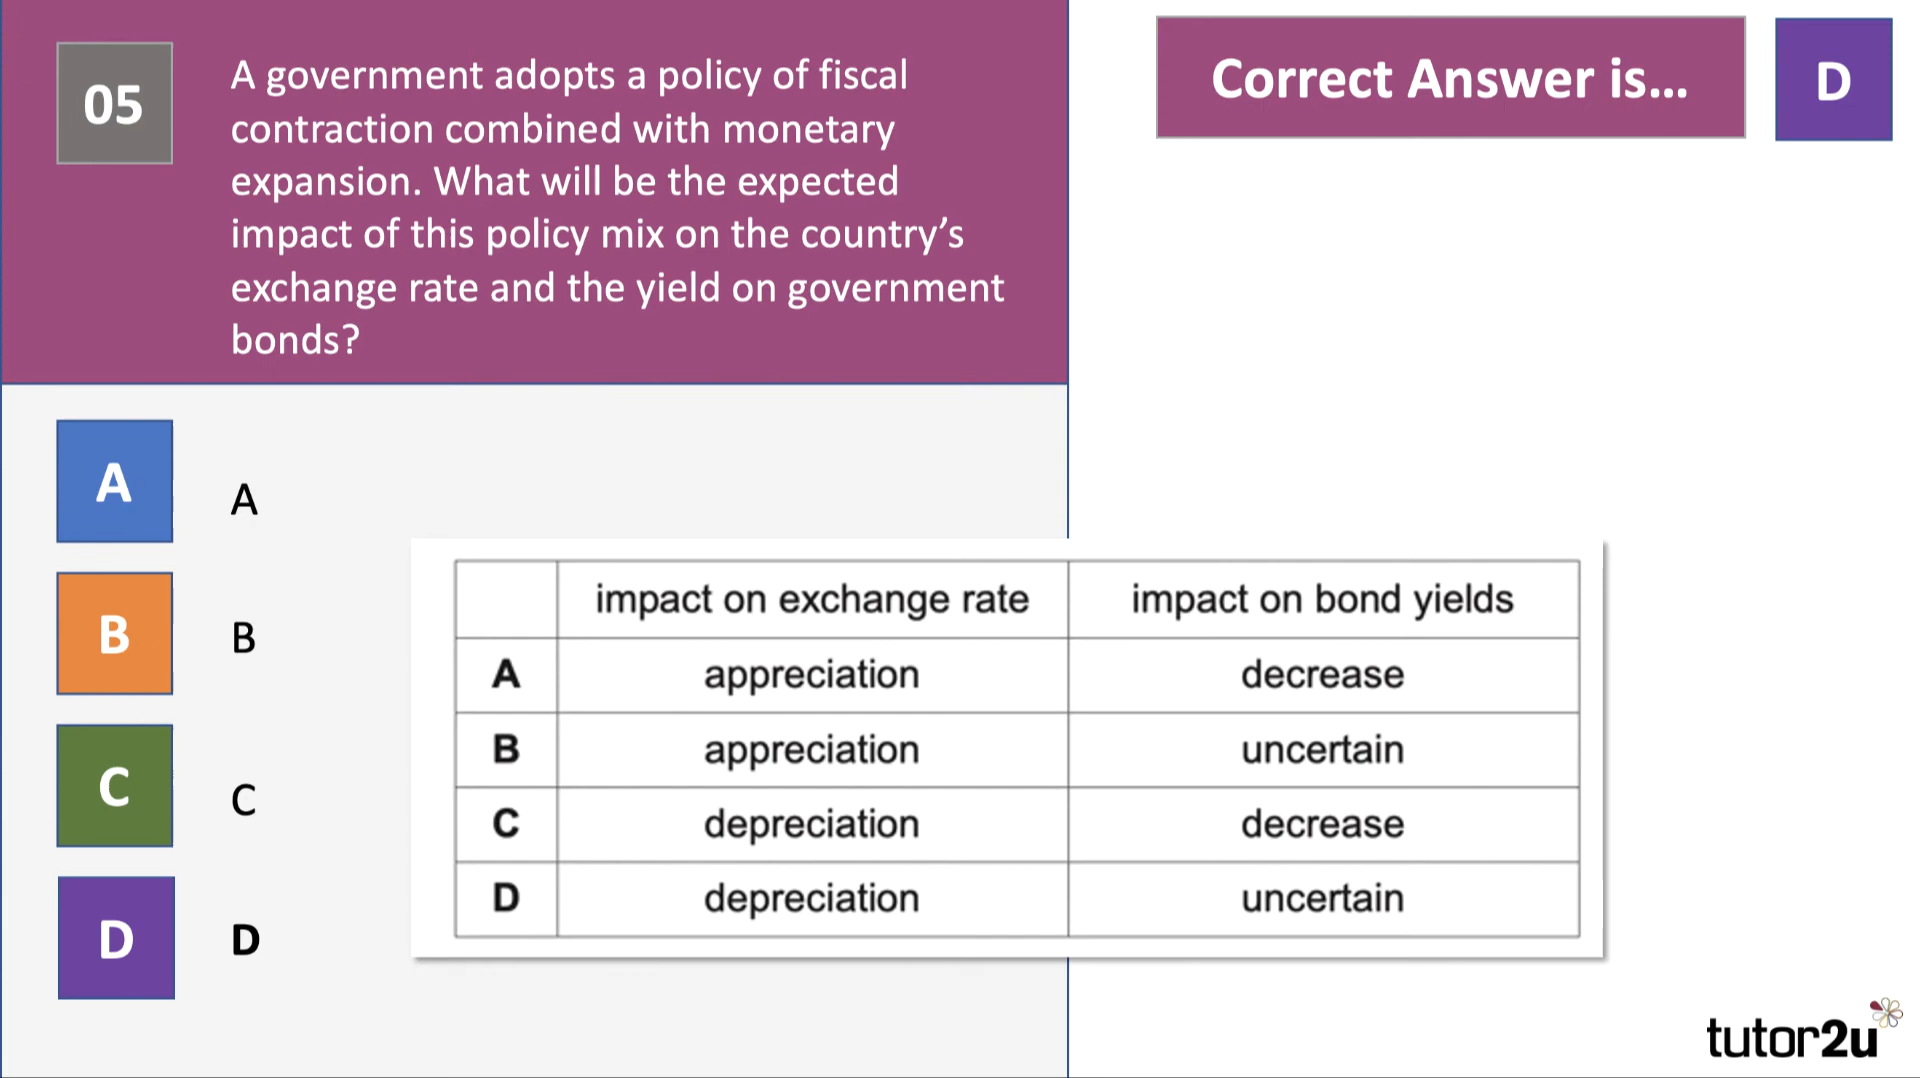 05
A government adopts a policy of fiscal
contraction combined with monetary
expansion. What will be the expected
impact of this policy mix on the country’s
exchange rate and the yield on government
bonds?
Correct Answer is...
D
A
A
B
B
C
C
D
D
impact on exchange rate impact on bond yields
A appreciation decrease
B appreciation uncertain
C depreciation decrease
D depreciation uncertain
tutor2u